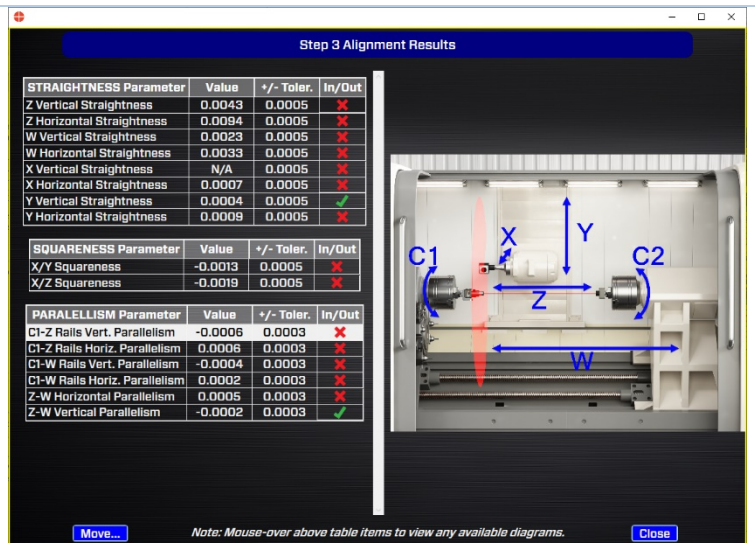 Step 3 Alignment Results
STRAIGHTNESS Parameter Value +/- Toler. In/Out
Z Vertical Straightness 0.0043 0.0005
Z Horizontal Straightness 0.0094 0.0005
W Vertical Straightness 0.0023 0.0005
W Horizontal Straightness 0.0033 0.0005
X Vertical Straightness N/A 0.0005
X Horizontal Straightness 0.0007 0.0005
Y Vertical Straightness 0.0004 0.0005
Y Horizontal Straightness 0.0009 0.0005
SQUARENESS Parameter Value +/- Toler. In/Out
X/Y Squareness -0.0013 0.0005
X/Z Squareness -0.0019 0.0005
PARALLELISM Parameter Value +/- Toler. In/Out
C1-Z Rails Vert. Parallelism -0.0006 0.0003
C1-Z Rails Horiz. Parallelism 0.0006 0.0003
C1-W Rails Vert. Parallelism -0.0004 0.0003
C1-W Rails Horiz. Parallelism 0.0002 0.0003
Z-W Horizontal Parallelism 0.0005 0.0003
Z-W Vertical Parallelism -0.0002 0.0003
X
Y
C1
C2
Z
W
Move...
Note: Mouse-over above table items to view any available diagrams.
Close